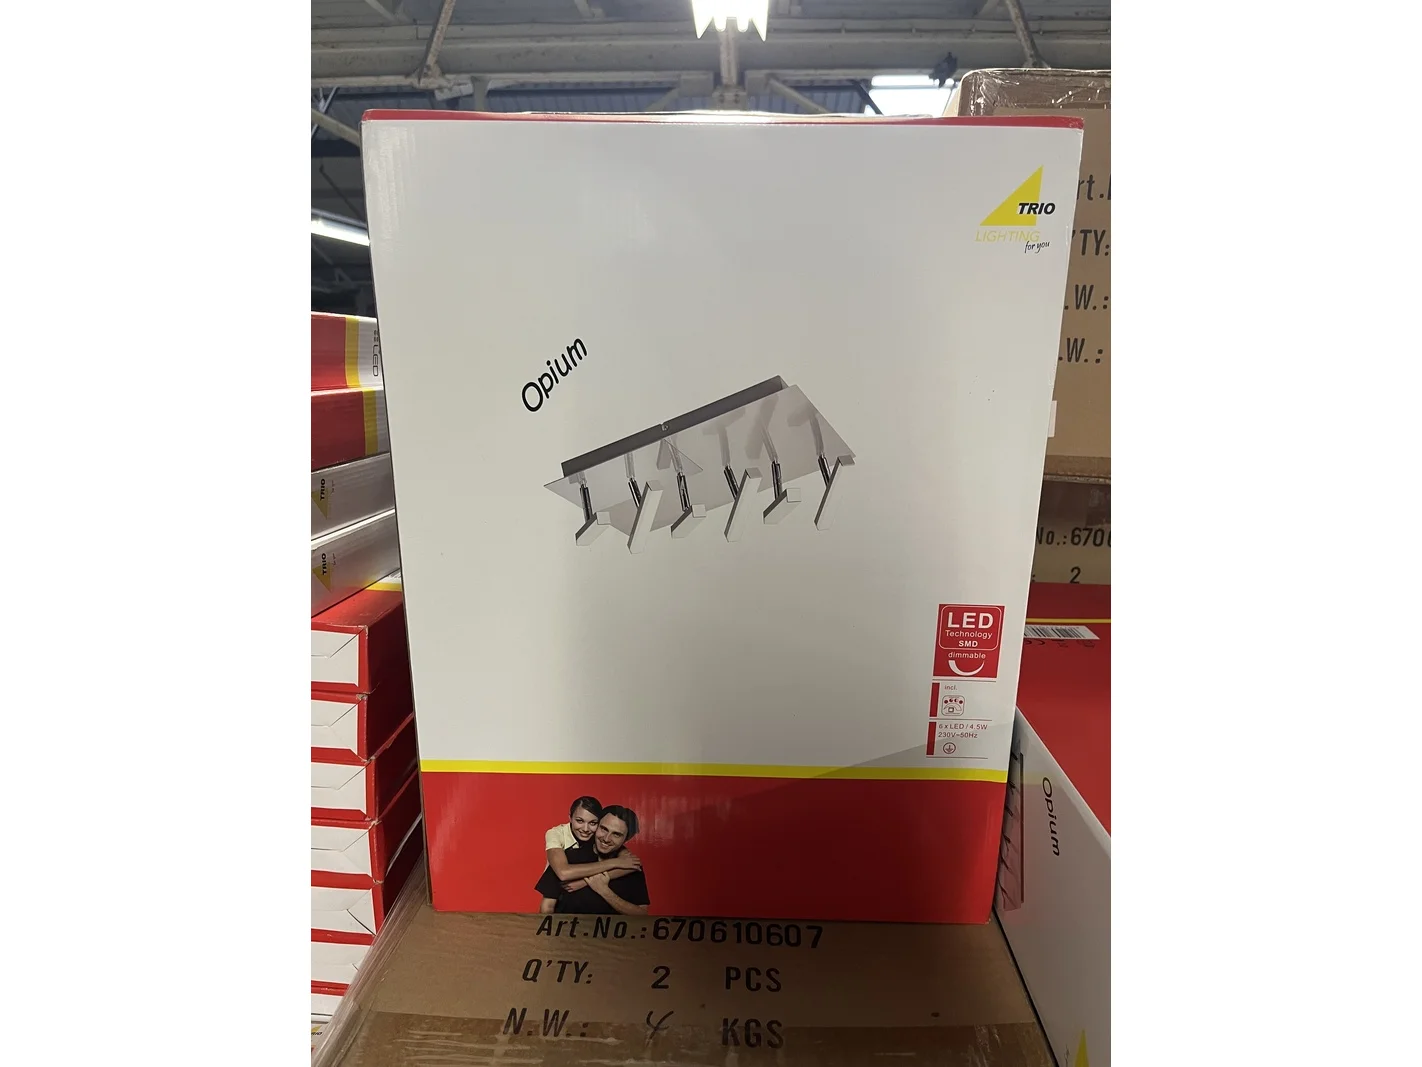 TRIO
LIGHTING
for you
Opium
LED
Technology
SMD
dimmable
incl.
6 x LED / 4.5W
230V~50Hz
Art.No.:670610607
Q'TY: 2 PCS
N.W.: 4 KGS
rt.
TY:
.W.:
.W.:
No.:670
: 2
Opium
LED
TRIO
TRIO